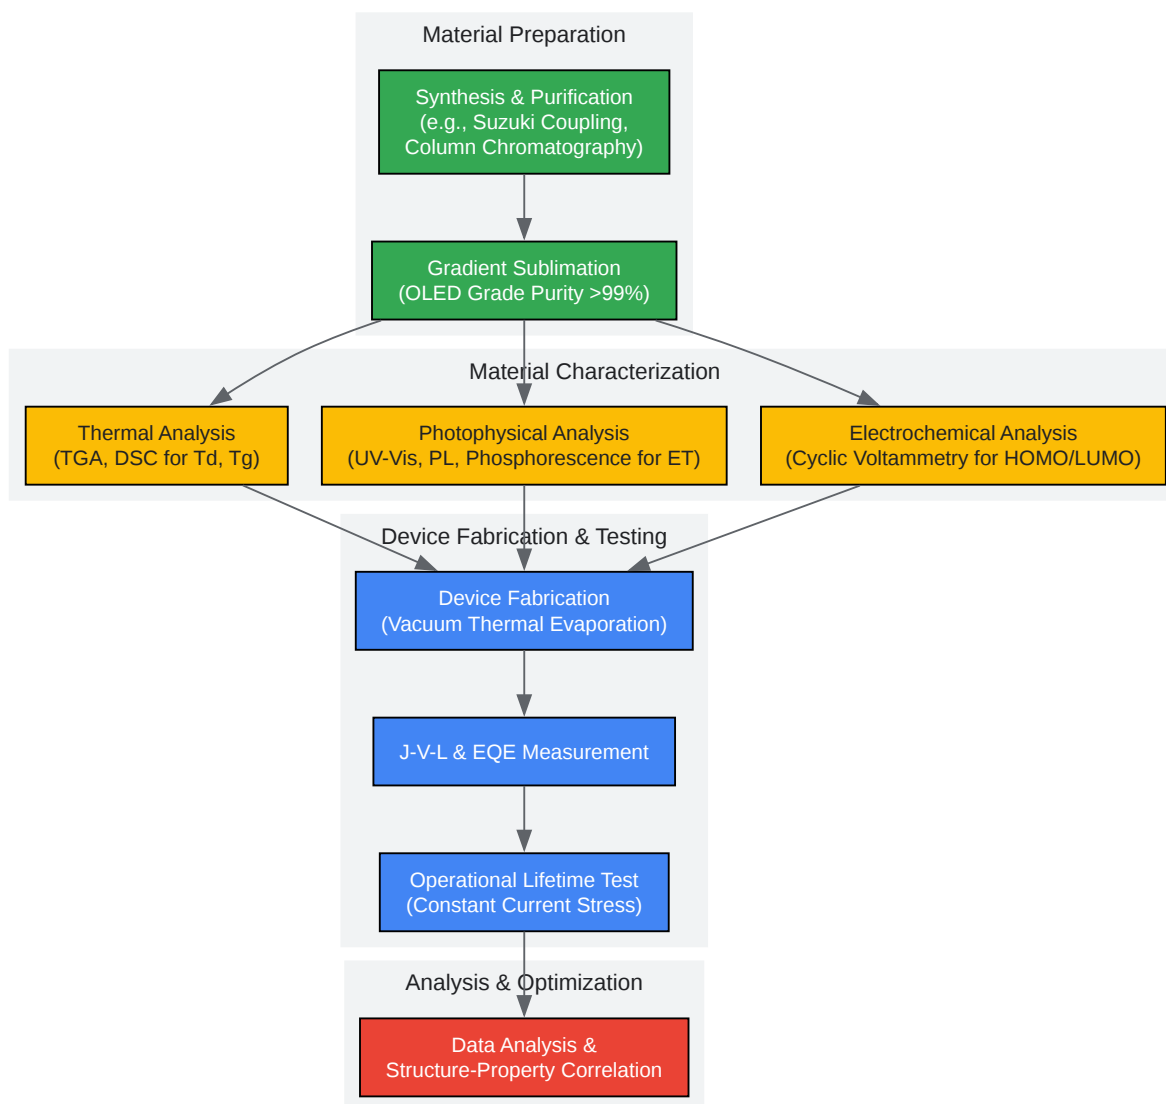 Material Preparation
Synthesis & Purification
(e.g., Suzuki Coupling,
Column Chromatography)
Gradient Sublimation
(OLED Grade Purity >99%)
Material Characterization
Thermal Analysis
(TGA, DSC for Td, Tg)
Photophysical Analysis
(UV-Vis, PL, Phosphorescence for ET)
Electrochemical Analysis
(Cyclic Voltammetry for HOMO/LUMO)
Device Fabrication & Testing
Device Fabrication
(Vacuum Thermal Evaporation)
J-V-L & EQE Measurement
Operational Lifetime Test
(Constant Current Stress)
Analysis & Optimization
Data Analysis &
Structure-Property Correlation